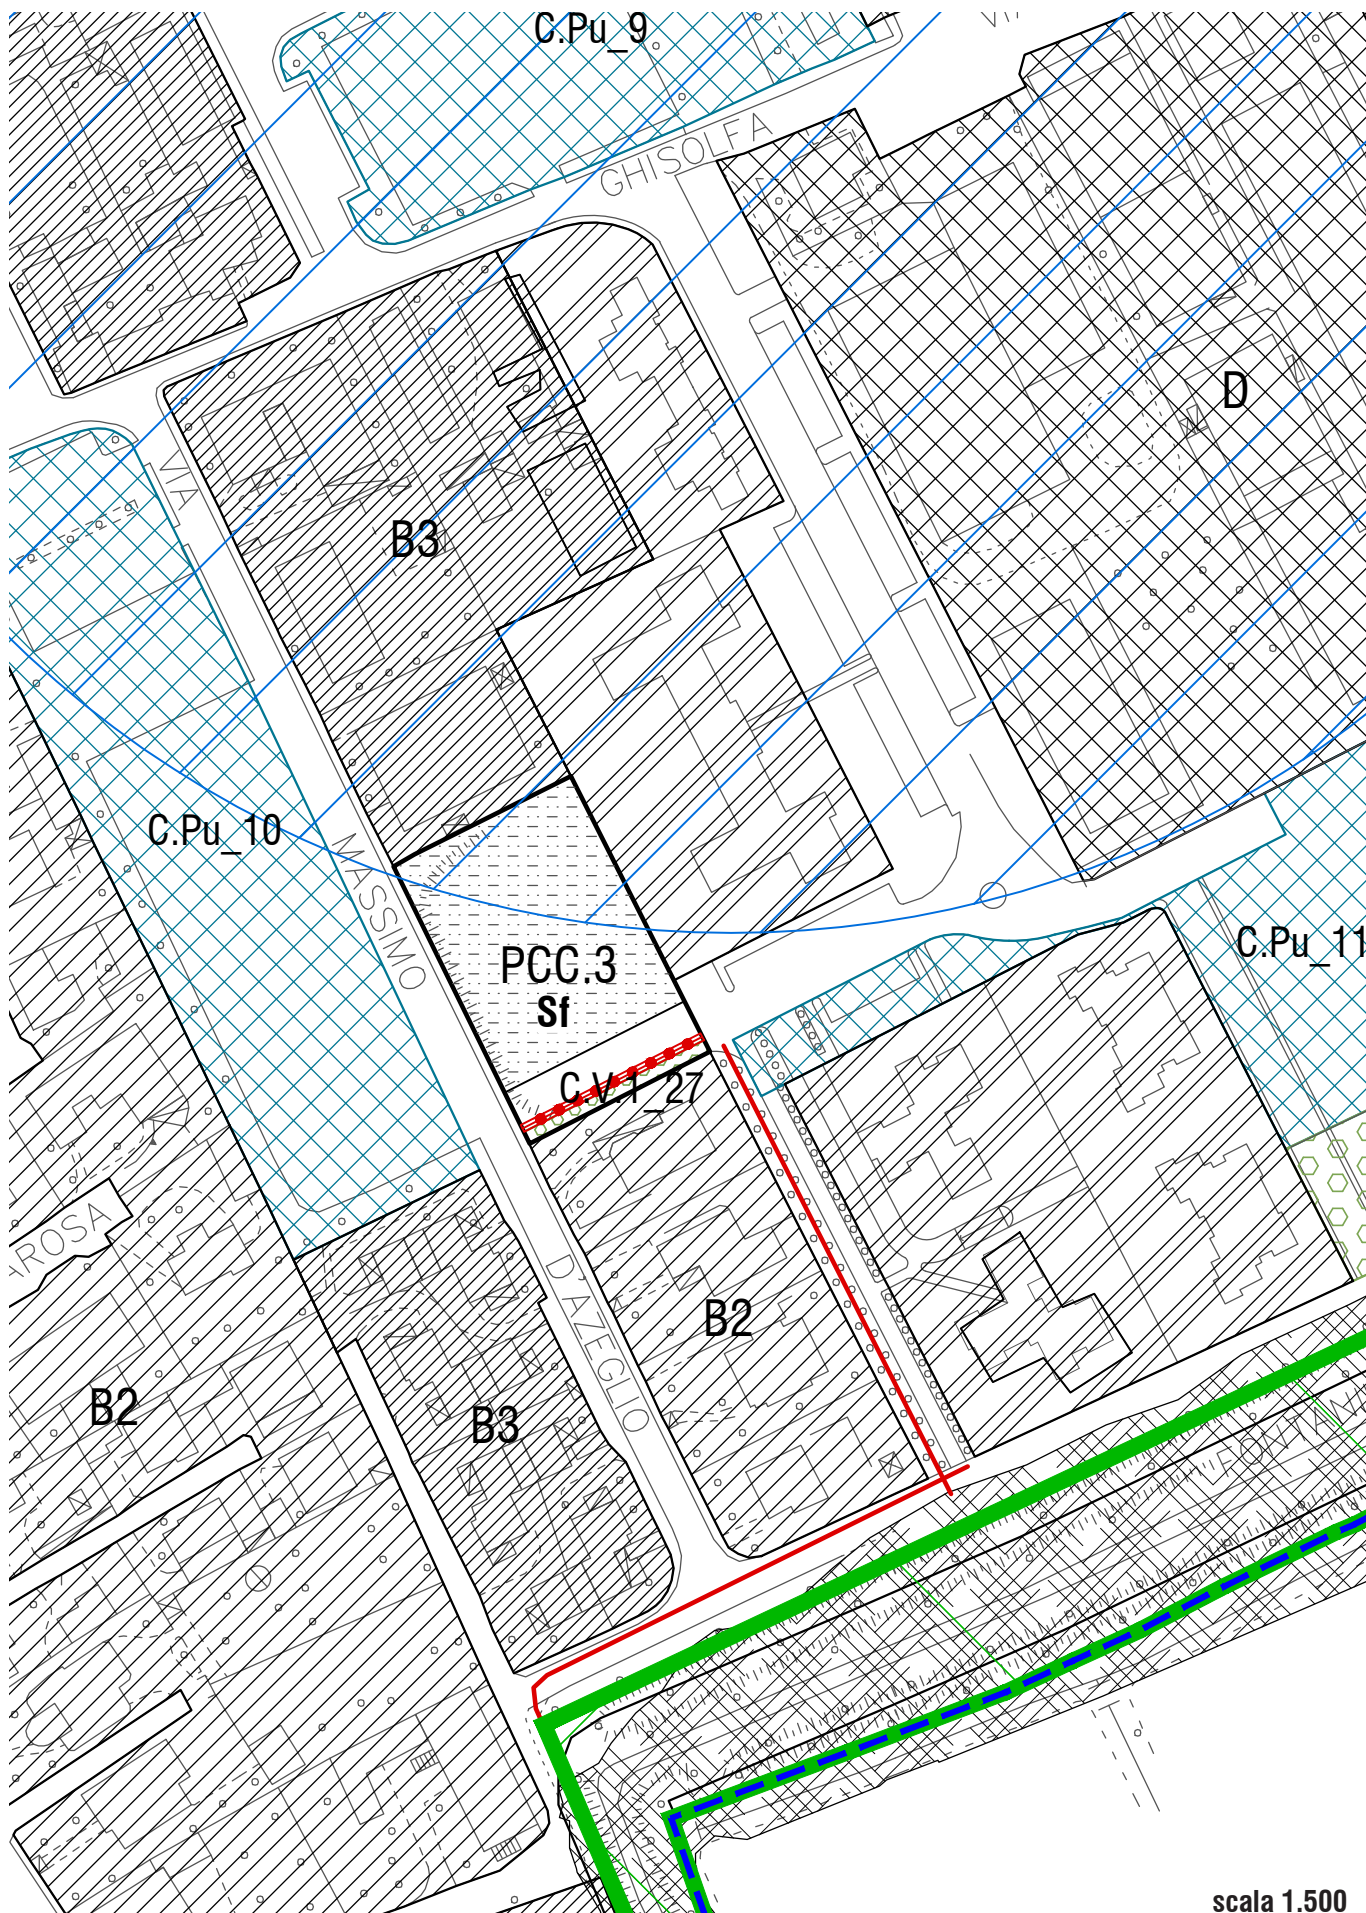 C.Pu_9
GHISOLFA
D
VIA
B3
C.Pu_10
MASSIMO
PCC.3
Sf
C.Pu_11
C.V.1_27
AROSA
D'AZEGLIO
B2
B2
B3
FONTAN
scala 1.500